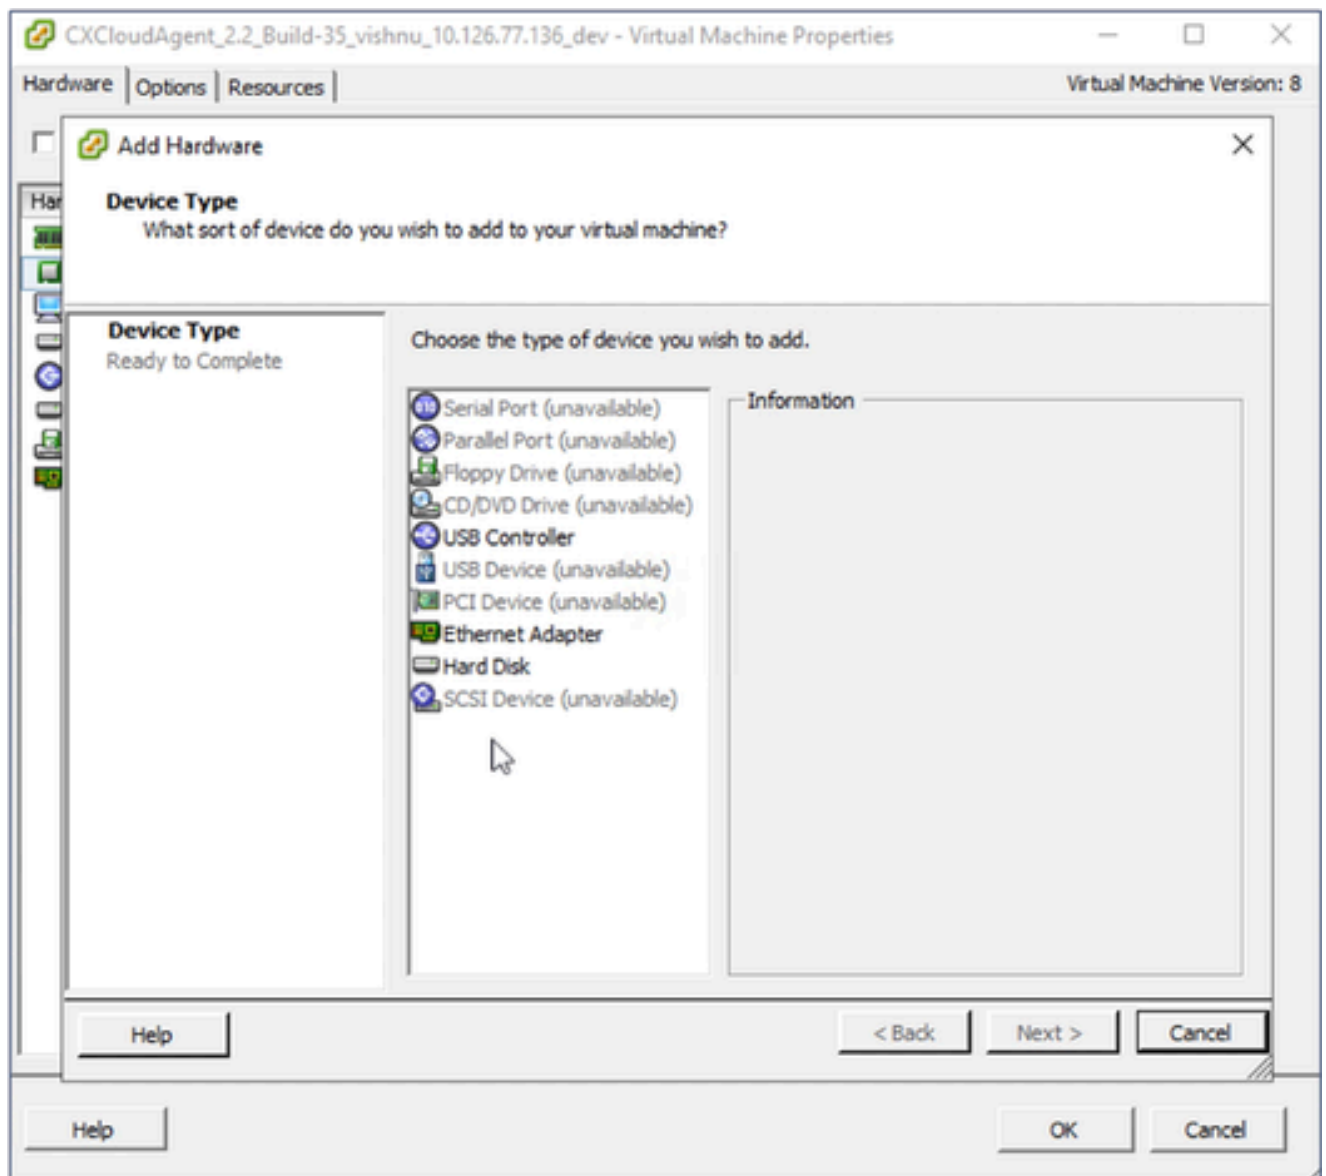 CXCloudAgent_2.2_Build-35_vishnu_10.126.77.136_dev - Virtual Machine Properties
Hardware Options Resources Virtual Machine Version: 8
Add Hardware
Har
Device Type
What sort of device do you wish to add to your virtual machine?
Device Type
Ready to Complete
Choose the type of device you wish to add.
Serial Port (unavailable)
Parallel Port (unavailable)
Floppy Drive (unavailable)
CD/DVD Drive (unavailable)
USB Controller
USB Device (unavailable)
PCI Device (unavailable)
Ethernet Adapter
Hard Disk
SCSI Device (unavailable)
Information
Help < Back Next > Cancel
Help OK Cancel